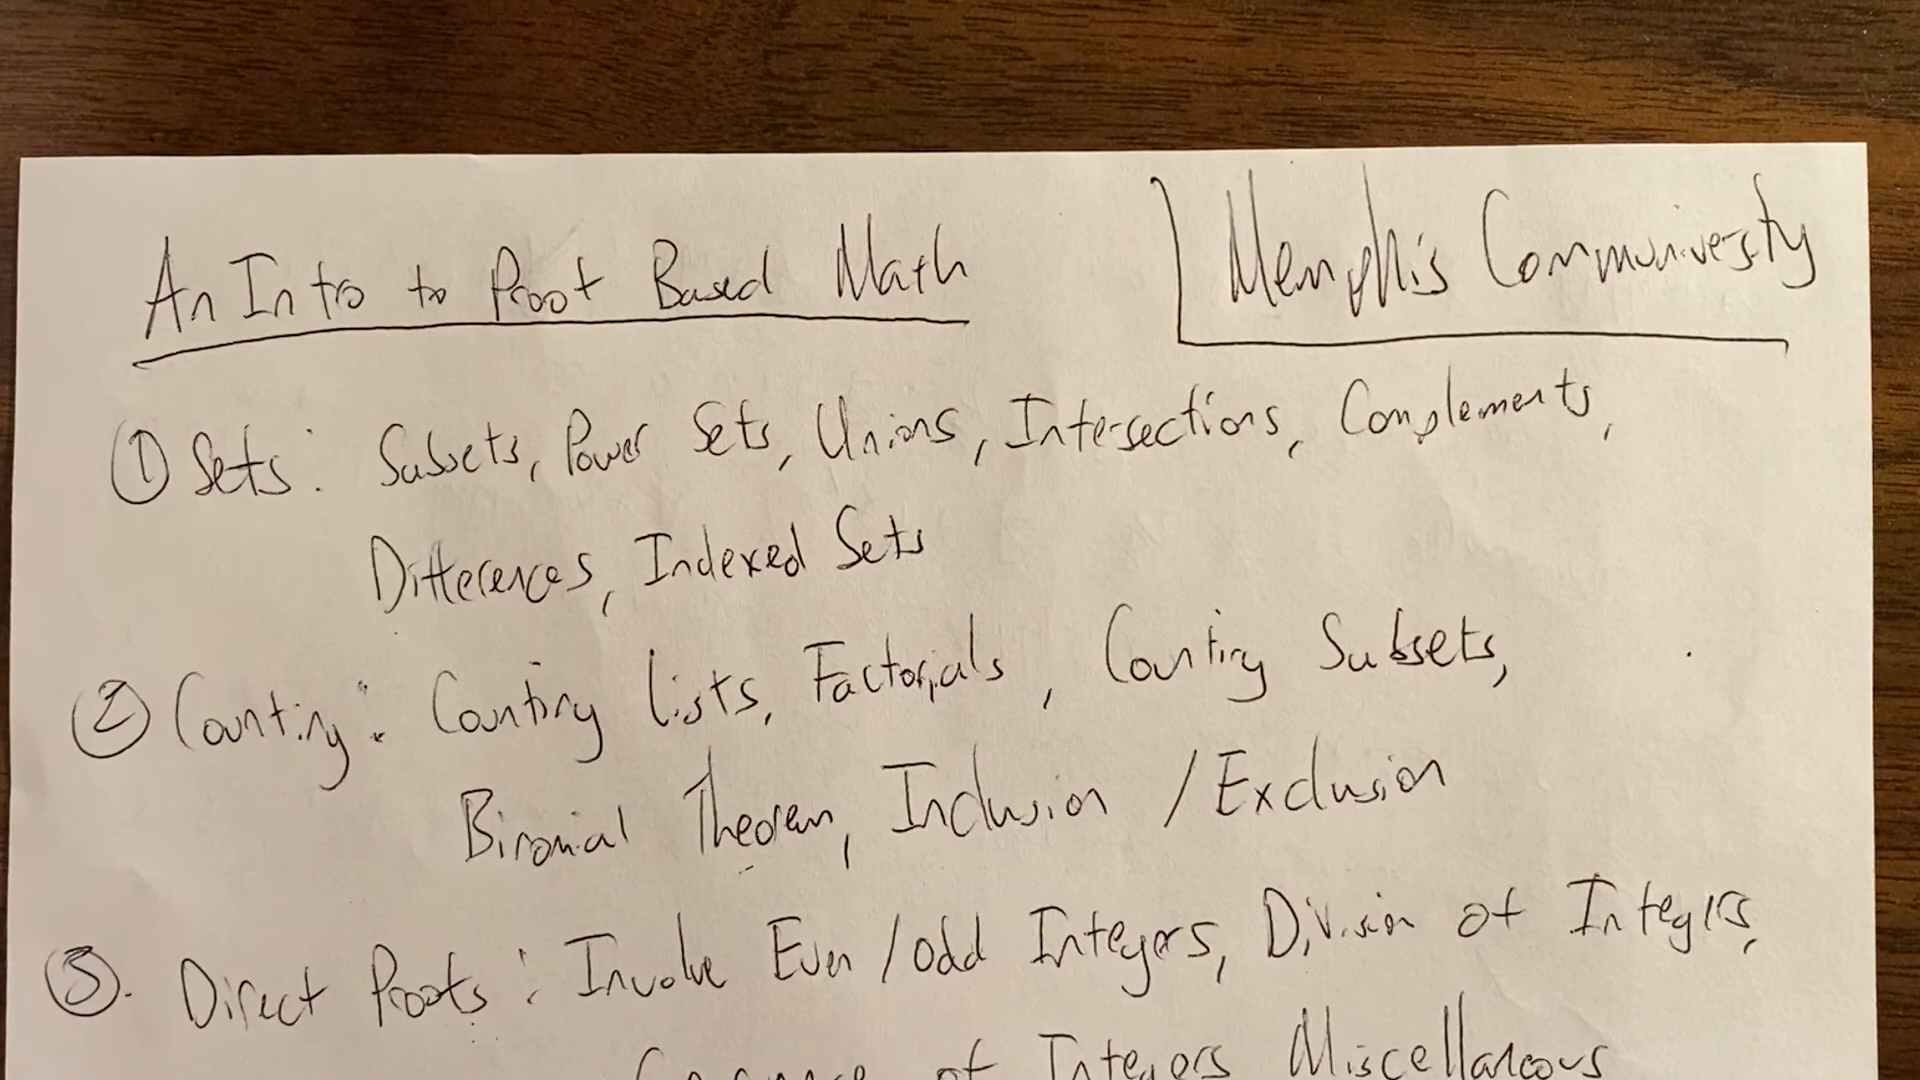 An Intro to Proof Based Math
Memphis Communiversity
① Sets: Subsets, Power Sets, Unions, Intersections, Complements,
Differences, Indexed Sets
② Counting: Counting Lists, Factorials, Counting Subsets,
Binomial Theorem, Inclusion / Exclusion
③. Direct Proofs: Involve Even / Odd Integers, Division of Integers,
of Integers Miscellaneous